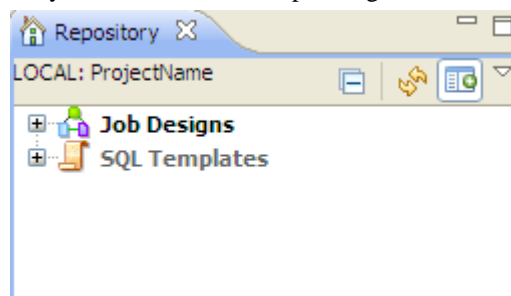 Repository
LOCAL: ProjectName
Job Designs
SQL Templates